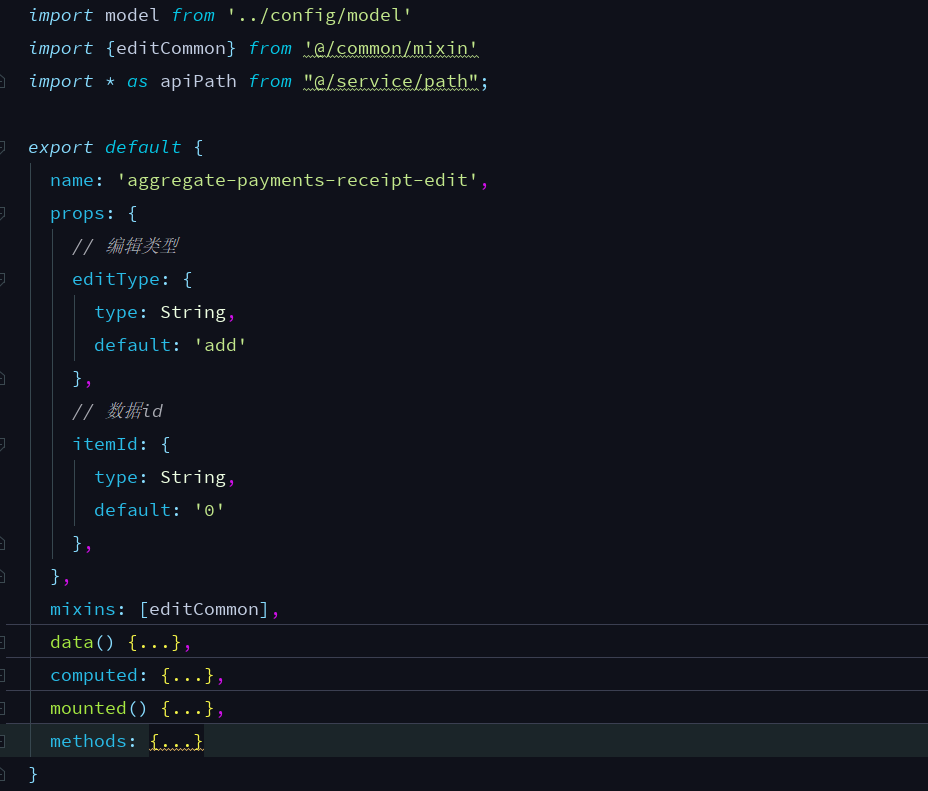 import model from '../config/model'
import {editCommon} from '@/common/mixin'
import * as apiPath from "@/service/path";
export default {
name: 'aggregate-payments-receipt-edit',
props: {
// 编辑类型
editType: {
type: String,
default: 'add'
},
// 数据id
itemId: {
type: String,
default: '0'
},
},
mixins: [editCommon],
data() {...},
computed: {...},
mounted() {...},
methods: {...}
}